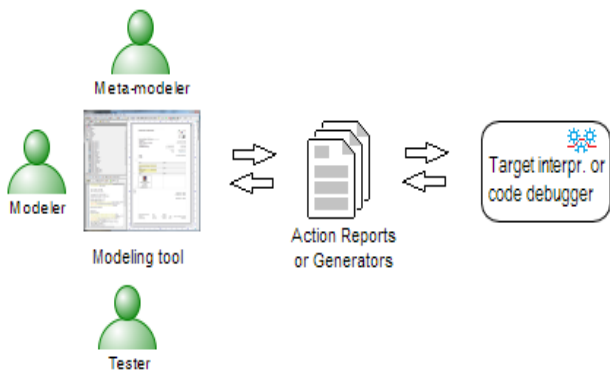 Meta-modeler
Modeler
Modeling tool
Tester
Action Reports
or Generators
Target interpr. or
code debugger